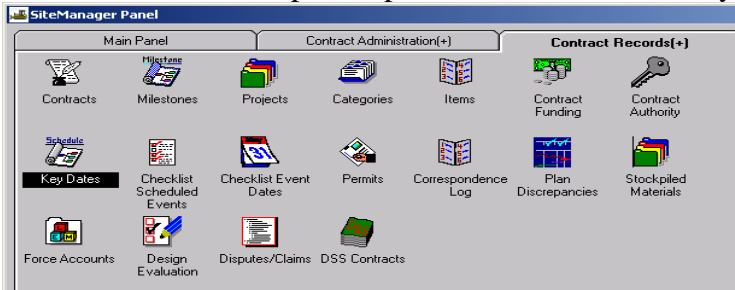 SiteManager Panel
Main Panel
Contract Administration(+)
Contract Records(+)
Milestone
Contracts
Milestones
Projects
Categories
Items
Contract
Funding
Contract
Authority
Schedule
Key Dates
Checklist
Scheduled
Events
Checklist Event
Dates
31
Permits
Correspondence
Log
Plan
Discrepancies
Stockpiled
Materials
Force Accounts
Design
Evaluation
Disputes/Claims
DSS Contracts